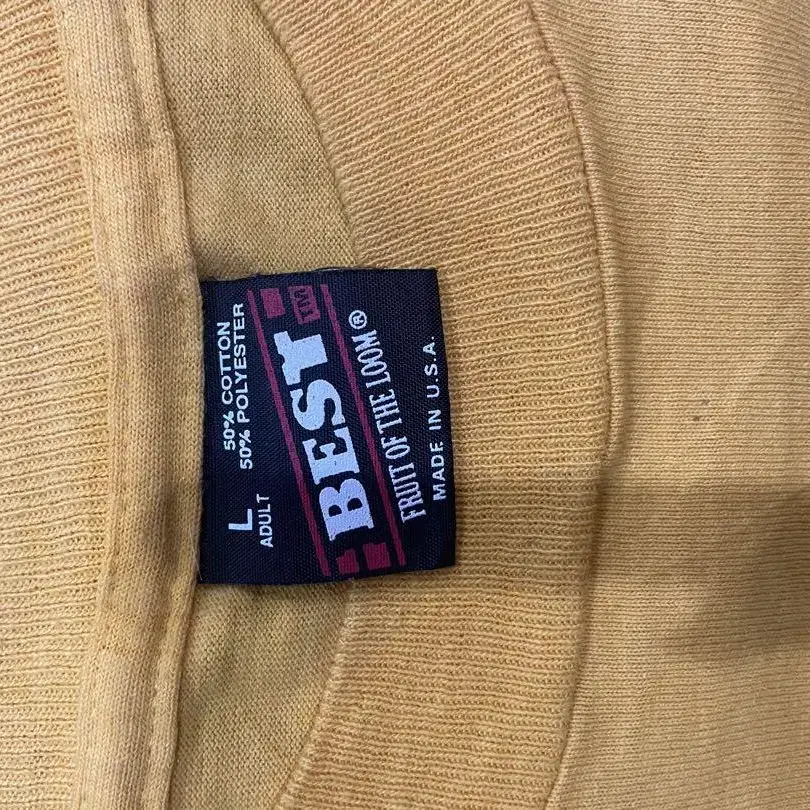 L
ADULT
50% COTTON
50% POLYESTER
BEST TM
FRUIT OF THE LOOM®
MADE IN U.S.A.